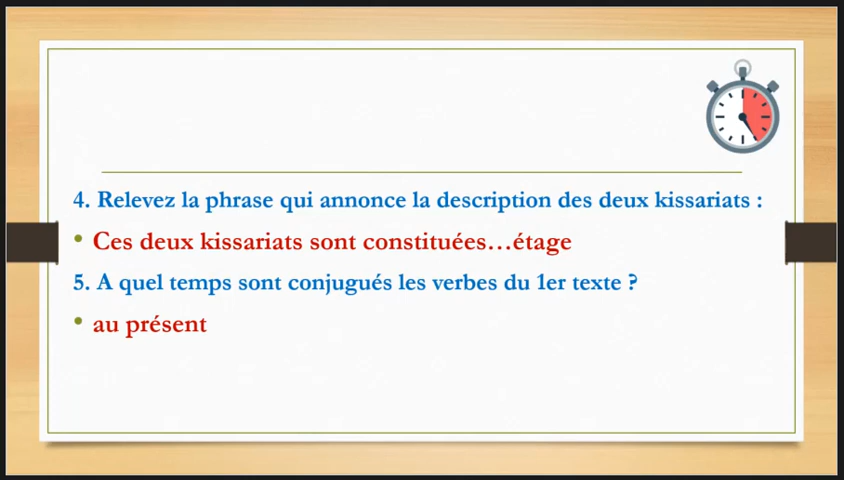 4. Relevez la phrase qui annonce la description des deux kissariats :
• Ces deux kissariats sont constituées...étage
5. A quel temps sont conjugués les verbes du 1er texte ?
• au présent